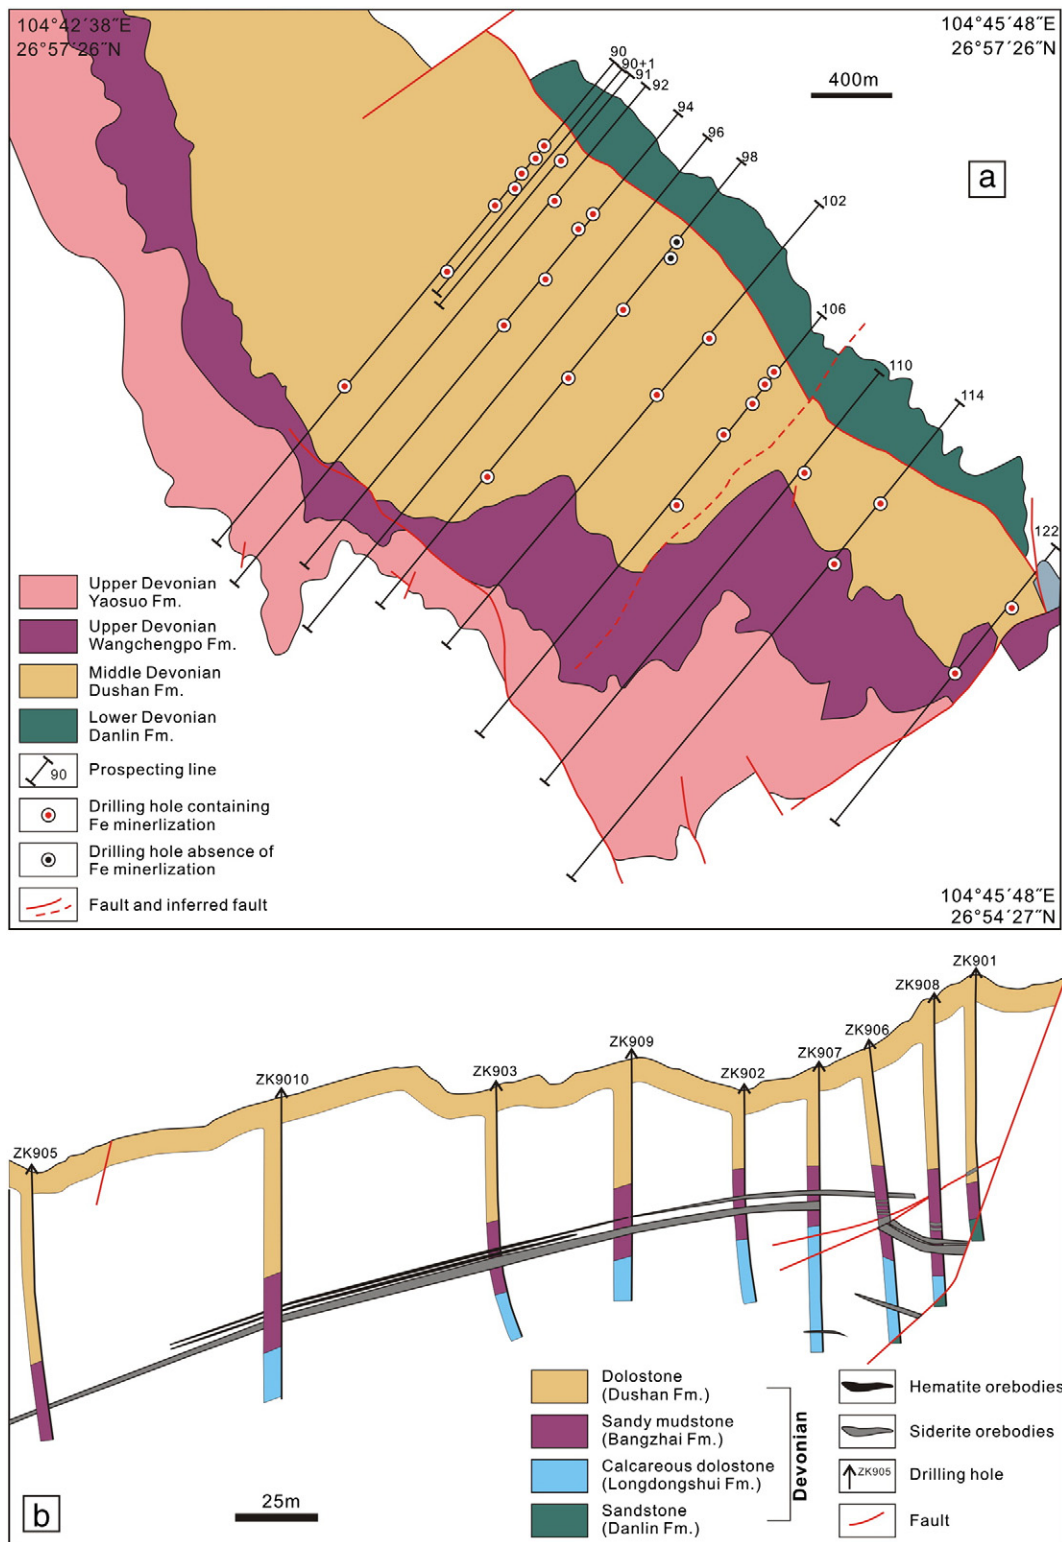 104°42´38˝E
26°57´26˝N
104°45´48˝E
26°57´26˝N
400m
a
90
90+1
91
92
94
96
98
102
106
110
114
122
Upper Devonian
Yaosuo Fm.
Upper Devonian
Wangchengpo Fm.
Middle Devonian
Dushan Fm.
Lower Devonian
Danlin Fm.
90
Prospecting line
Drilling hole containing
Fe minerlization
Drilling hole absence of
Fe minerlization
Fault and inferred fault
104°45´48˝E
26°54´27˝N
ZK901
ZK908
ZK906
ZK907
ZK909
ZK902
ZK903
ZK9010
ZK905
Dolostone
(Dushan Fm.)
Sandy mudstone
(Bangzhai Fm.)
Calcareous dolostone
(Longdongshui Fm.)
Sandstone
(Danlin Fm.)
Devonian
Hematite orebodies
Siderite orebodies
ZK905
Drilling hole
Fault
25m
b